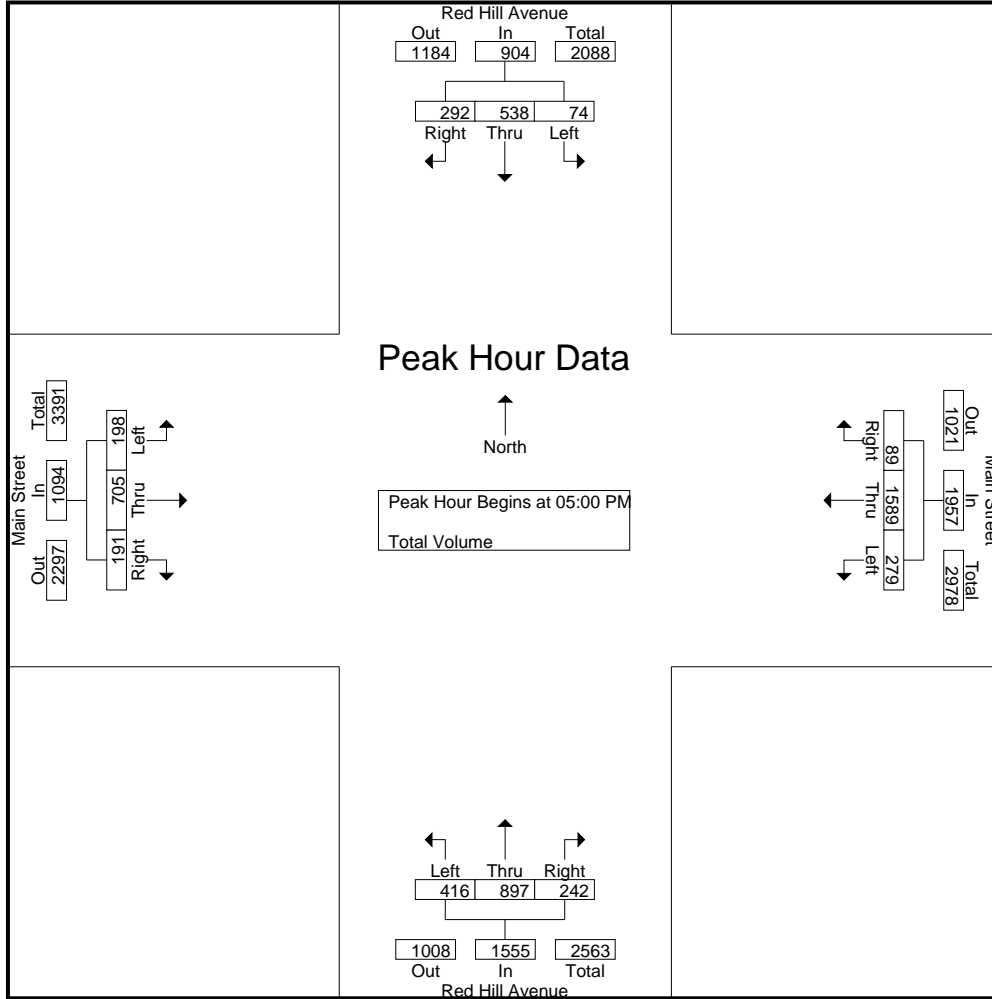 Red Hill Avenue
Out In Total
1184 904 2088
292 538 74
Right Thru Left
Peak Hour Data
North
Peak Hour Begins at 05:00 PM
Total Volume
Main Street
Total In Out
3391 1094 2297
198 705 191
Left Thru Right
Right Thru Left
89 1589 279
Out In Total
1021 1957 2978
Main Street
Left Thru Right
416 897 242
1008 1555 2563
Out In Total
Red Hill Avenue